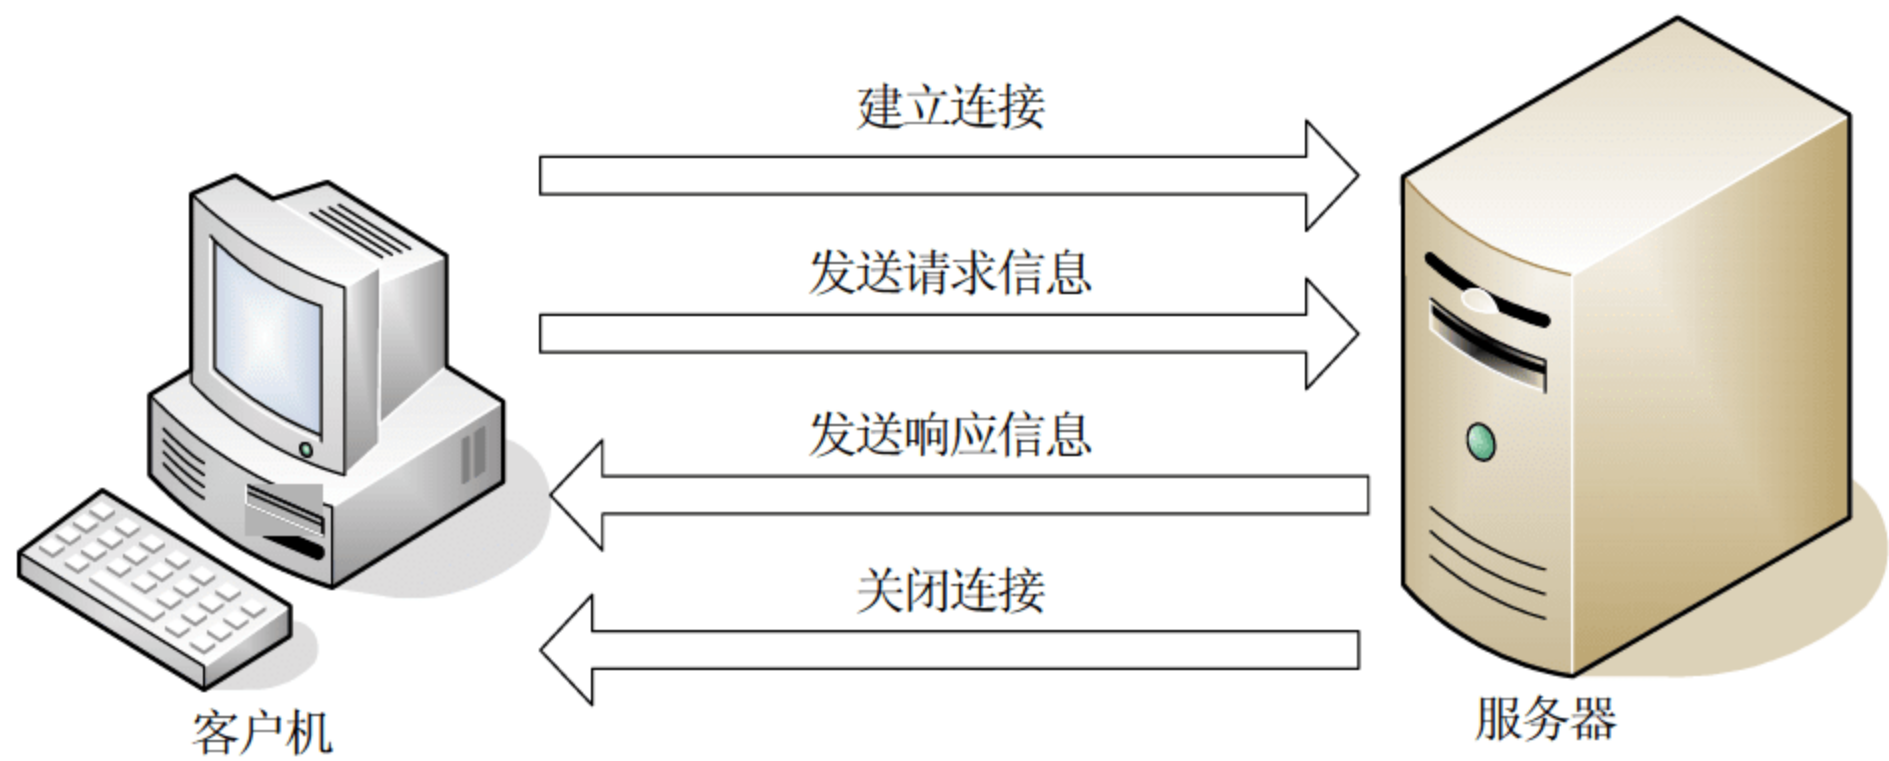 建立连接
发送请求信息
发送响应信息
关闭连接
客户机
服务器